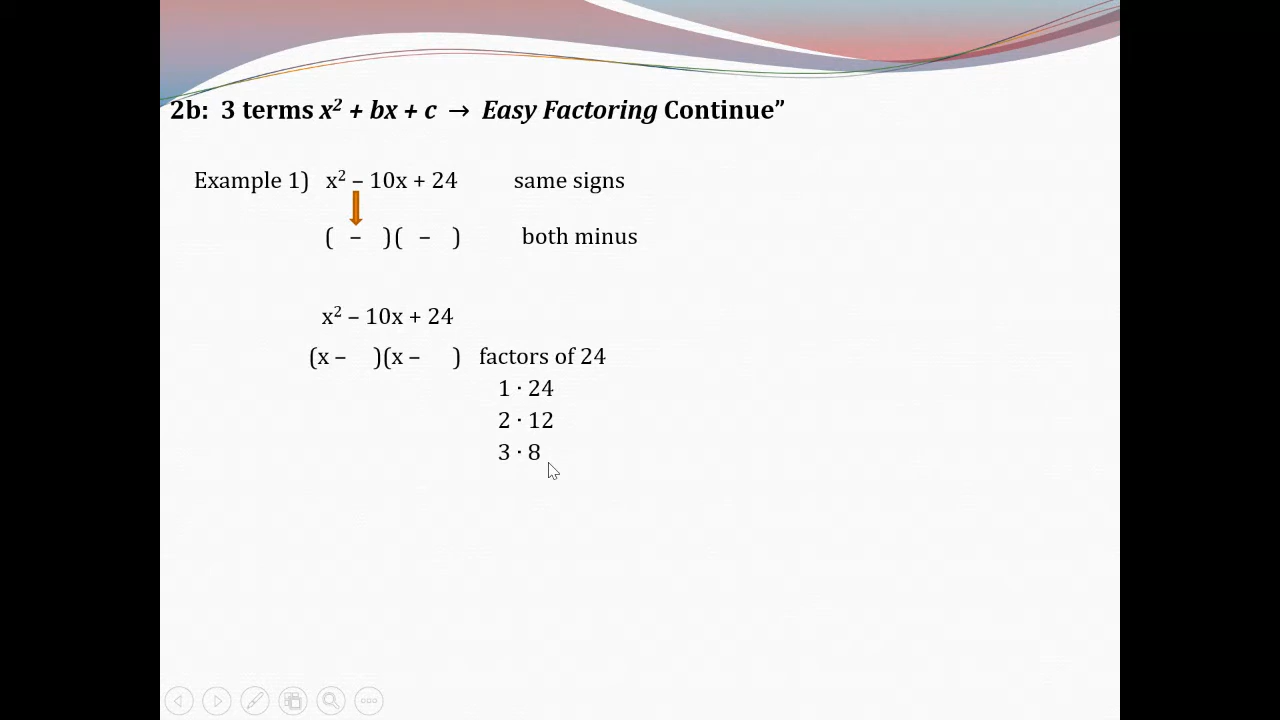 2b: 3 terms x² + bx + c → Easy Factoring Continue”
Example 1) x² – 10x + 24 same signs
( – )( – ) both minus
x² – 10x + 24
(x – )(x – ) factors of 24
1 · 24
2 · 12
3 · 8